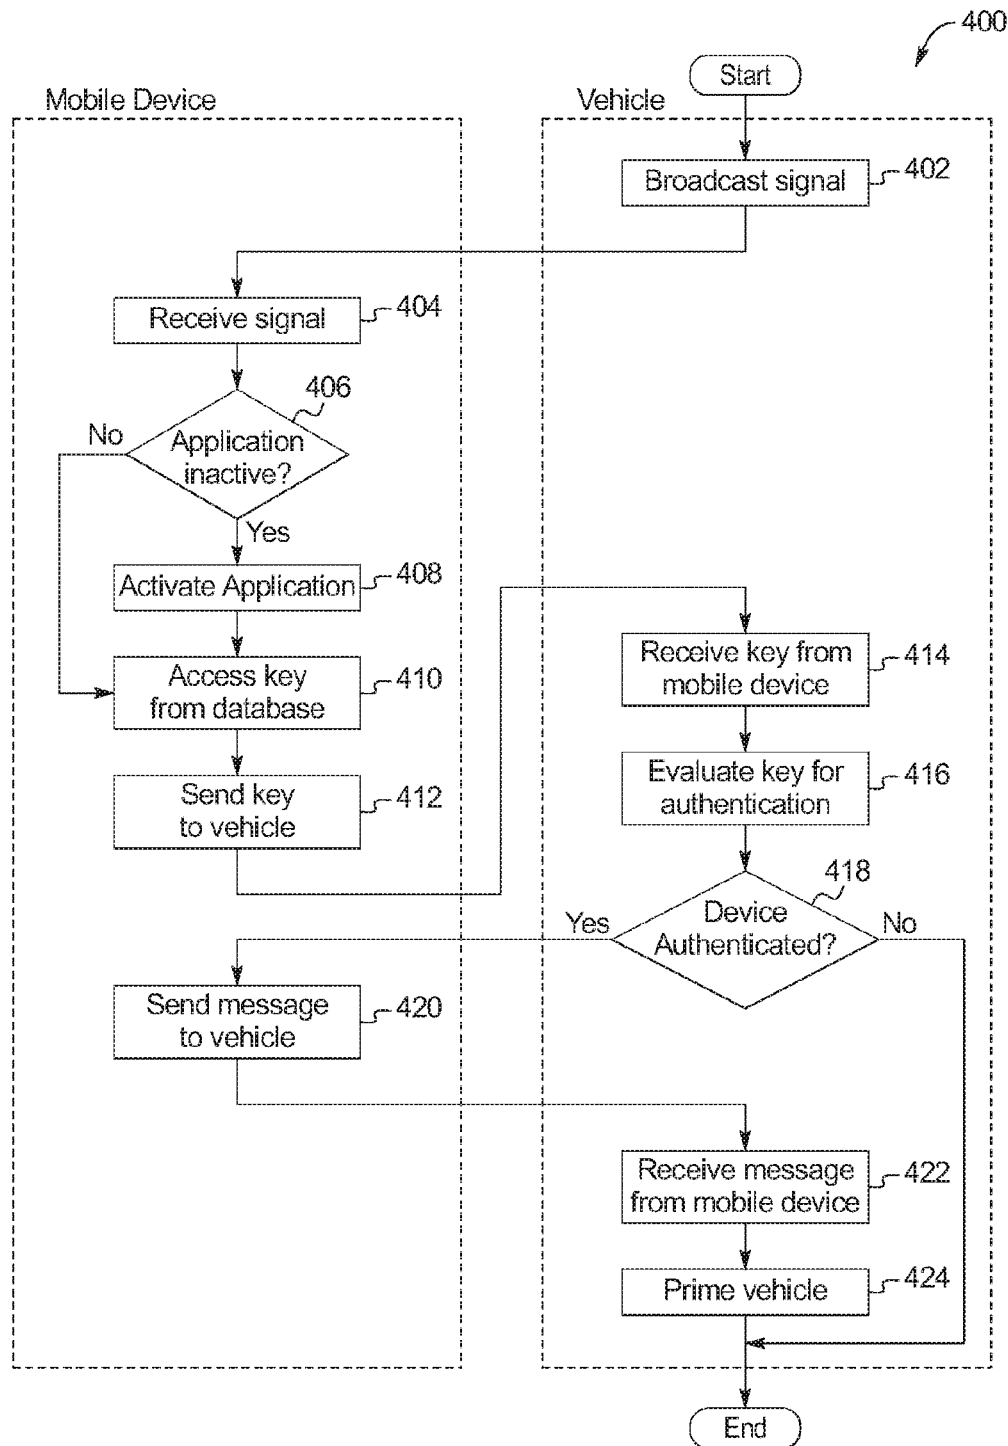 400
Start
Mobile Device
Vehicle
Broadcast signal
402
Receive signal
404
406
No
Application
inactive?
Yes
Activate Application
408
Access key
from database
410
Send key
to vehicle
412
Receive key from
mobile device
414
Evaluate key for
authentication
416
418
Yes
Device
Authenticated?
No
Send message
to vehicle
420
Receive message
from mobile device
422
Prime vehicle
424
End